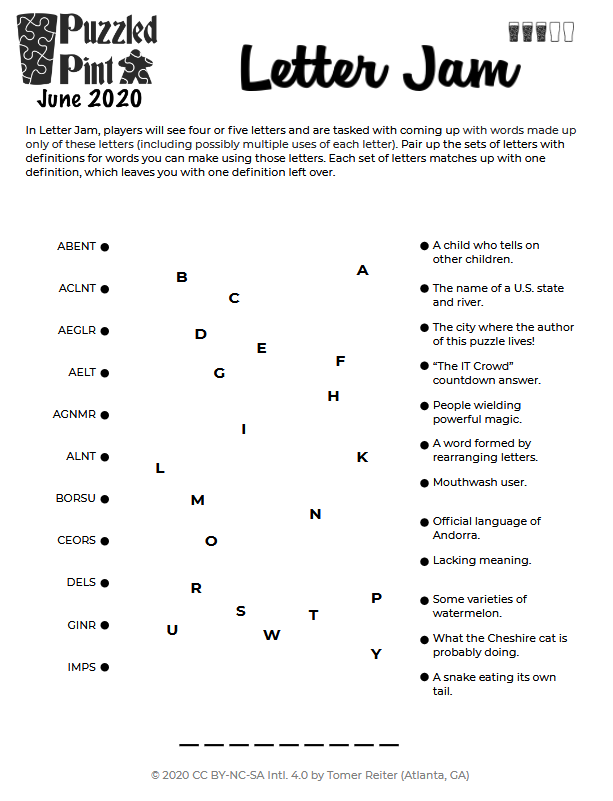 Puzzled
Pint
June 2020
Letter Jam
In Letter Jam, players will see four or five letters and are tasked with coming up with words made up
only of these letters (including possibly multiple uses of each letter). Pair up the sets of letters with
definitions for words you can make using those letters. Each set of letters matches up with one
definition, which leaves you with one definition left over.
ABENT
ACLNT
AEGLR
AELT
AGNMR
ALNT
BORSU
CEORS
DELS
GINR
IMPS
A
B
C
D
E
F
G
H
I
K
L
M
N
O
R
P
S
T
U
W
Y
A child who tells on
other children.
The name of a U.S. state
and river.
The city where the author
of this puzzle lives!
“The IT Crowd”
countdown answer.
People wielding
powerful magic.
A word formed by
rearranging letters.
Mouthwash user.
Official language of
Andorra.
Lacking meaning.
Some varieties of
watermelon.
What the Cheshire cat is
probably doing.
A snake eating its own
tail.
© 2020 CC BY-NC-SA Intl. 4.0 by Tomer Reiter (Atlanta, GA)